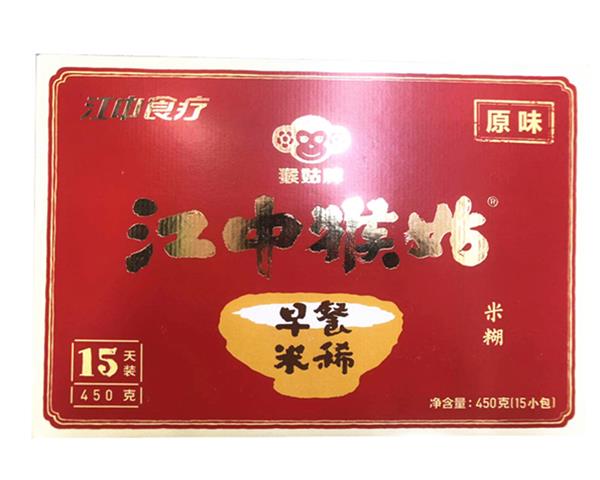 江中食疗
原味
猴姑牌
江中猴姑®
早餐
米稀
米糊
15天装
450克
净含量：450克(15小包)